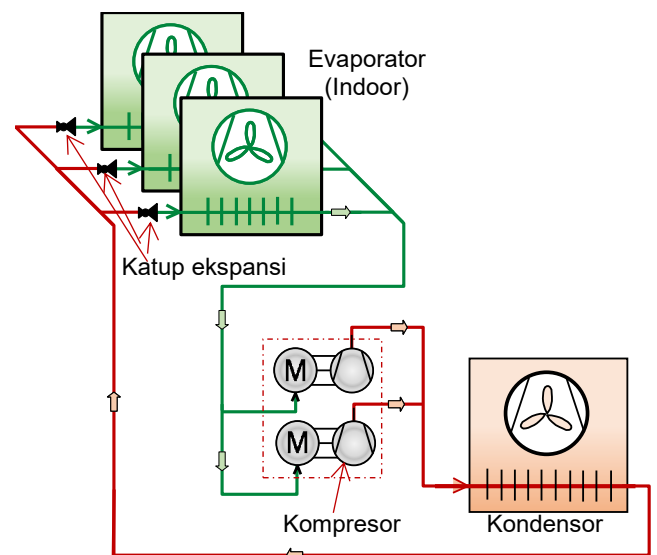 Evaporator
(Indoor)
Katup ekspansi
M
M
Kompresor
Kondensor